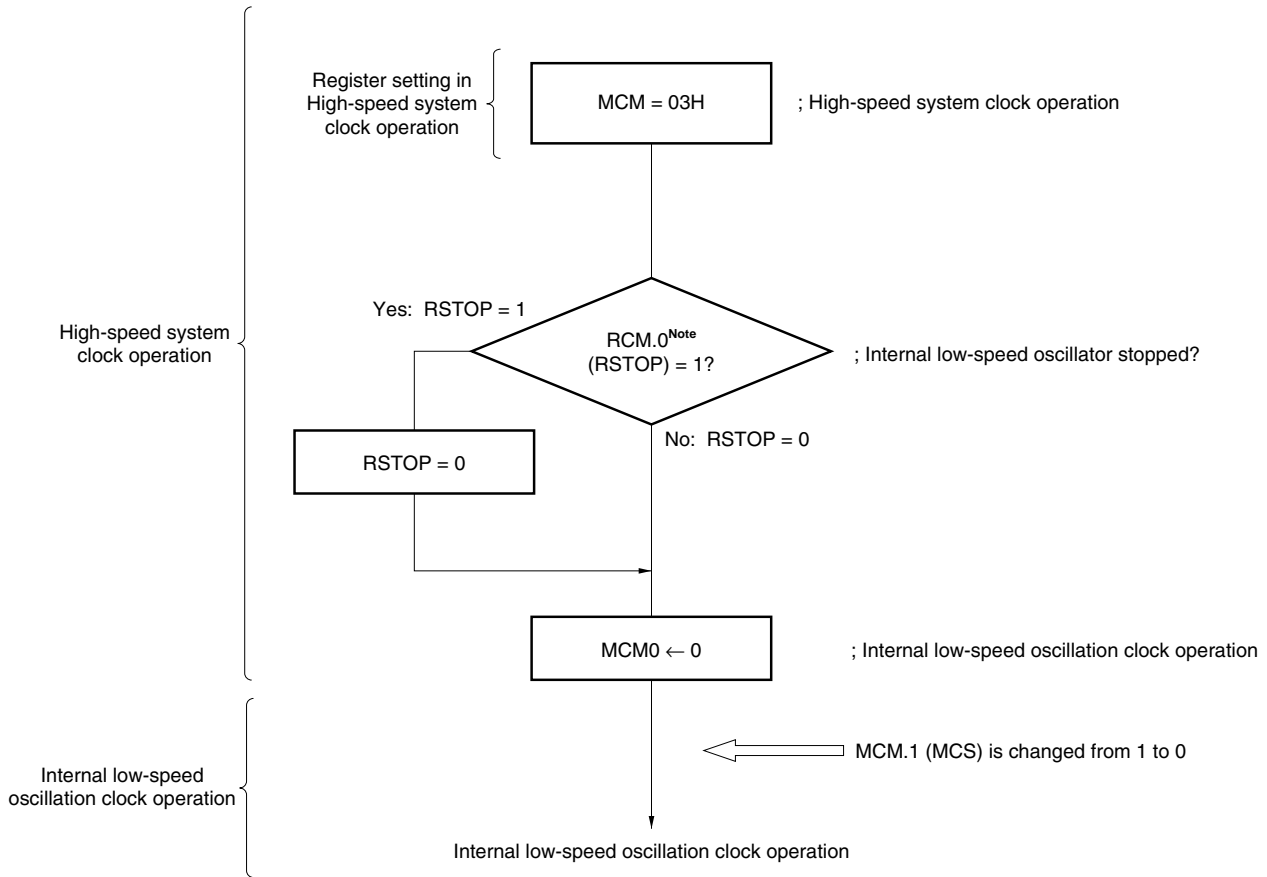 Register setting in
High-speed system
clock operation
MCM = 03H
; High-speed system clock operation
High-speed system
clock operation
Yes: RSTOP = 1
RCM.0Note
(RSTOP) = 1?
; Internal low-speed oscillator stopped?
No: RSTOP = 0
RSTOP = 0
MCM0 ← 0
; Internal low-speed oscillation clock operation
MCM.1 (MCS) is changed from 1 to 0
Internal low-speed
oscillation clock operation
Internal low-speed oscillation clock operation